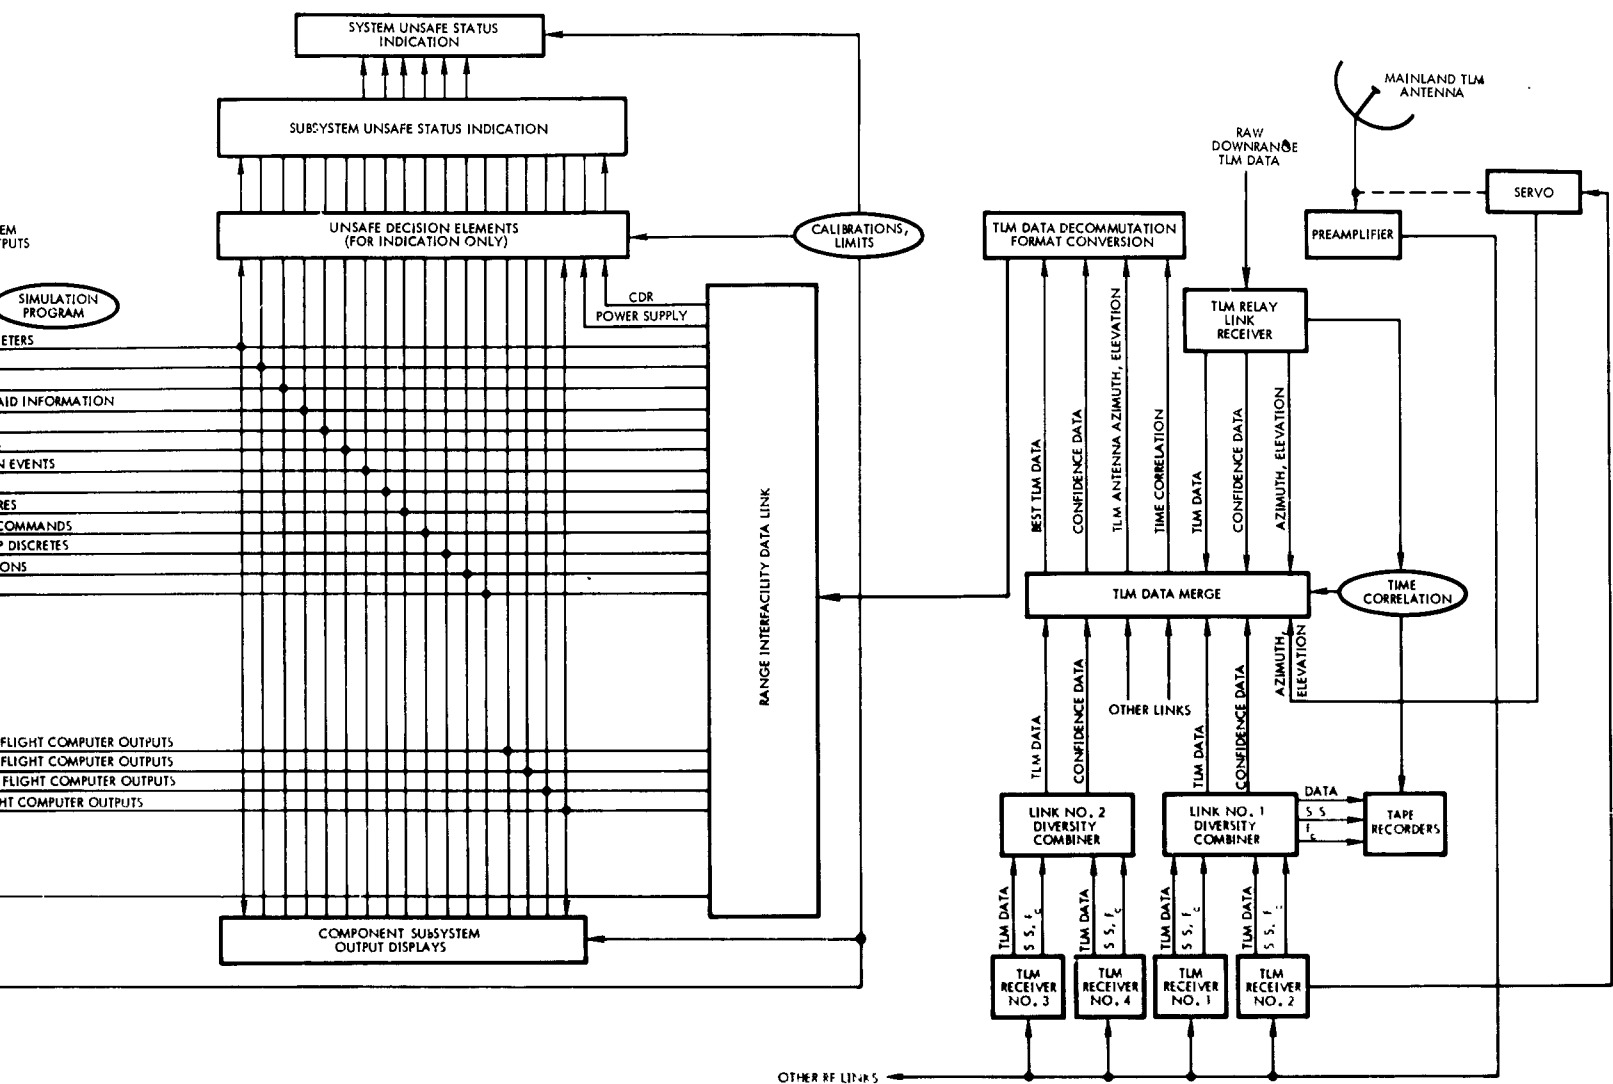 SYSTEM UNSAFE STATUS
INDICATION
SUBSYSTEM UNSAFE STATUS INDICATION
UNSAFE DECISION ELEMENTS
(FOR INDICATION ONLY)
CALIBRATIONS,
LIMITS
EM
TPUTS
SIMULATION
PROGRAM
CDR
POWER SUPPLY
ETERS
AID INFORMATION
N EVENTS
RES
COMMANDS
P DISCRETES
ONS
FLIGHT COMPUTER OUTPUTS
FLIGHT COMPUTER OUTPUTS
FLIGHT COMPUTER OUTPUTS
HT COMPUTER OUTPUTS
RANGE INTERFACILITY DATA LINK
COMPONENT SUBSYSTEM
OUTPUT DISPLAYS
MAINLAND TLM
ANTENNA
RAW
DOWNRANGE
TLM DATA
SERVO
PREAMPLIFIER
TLM DATA DECOMMUTATION
FORMAT CONVERSION
TLM RELAY
LINK
RECEIVER
BEST TLM DATA
CONFIDENCE DATA
TLM ANTENNA AZIMUTH, ELEVATION
TIME CORRELATION
TLM DATA
CONFIDENCE DATA
AZIMUTH, ELEVATION
TLM DATA MERGE
TIME
CORRELATION
TLM DATA
CONFIDENCE DATA
OTHER LINKS
TLM DATA
CONFIDENCE DATA
AZIMUTH,
ELEVATION
LINK NO. 2
DIVERSITY
COMBINER
LINK NO. 1
DIVERSITY
COMBINER
DATA
S S
fc
TAPE
RECORDERS
TLM DATA
S S, fc
TLM DATA
S S, fc
TLM DATA
S S, fc
TLM DATA
S S, fc
TLM
RECEIVER
NO. 3
TLM
RECEIVER
NO. 4
TLM
RECEIVER
NO. 1
TLM
RECEIVER
NO. 2
OTHER RF LINKS